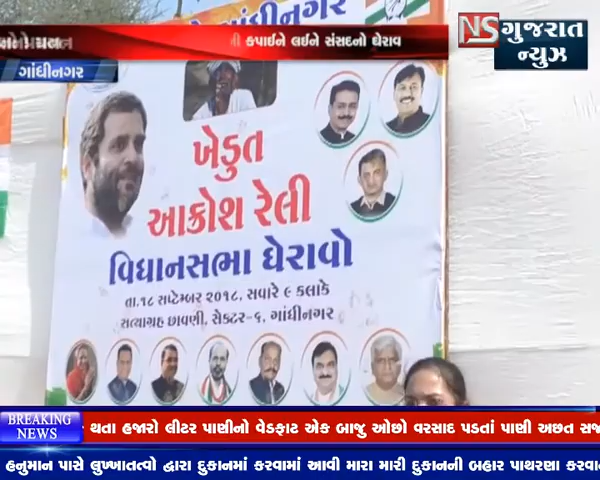 ગાંધીનગર
કપાઈને લઈને સંસદનો ઘેરાવ
NS ગુજરાત
ન્યુઝ
ગાંધીનગર
ખેડુત
આક્રોશ રેલી
વિધાનસભા ઘેરાવો
તા.૧૮ સપ્ટેમ્બર ૨૦૧૮, સવારે ૯ કલાકે
સત્યાગ્રહ છાવણી, સેક્ટર-૬, ગાંધીનગર
BREAKING
NEWS
થતા હજારો લીટર પાણીનો વેડફાટ એક બાજુ ઓછો વરસાદ પડતાં પાણી અછત સજા
હનુમાન પાસે લુખ્ખાતત્વો દ્વારા દુકાનમાં કરવામાં આવી મારા મારી દુકાનની બહાર પાથરણા કરવા